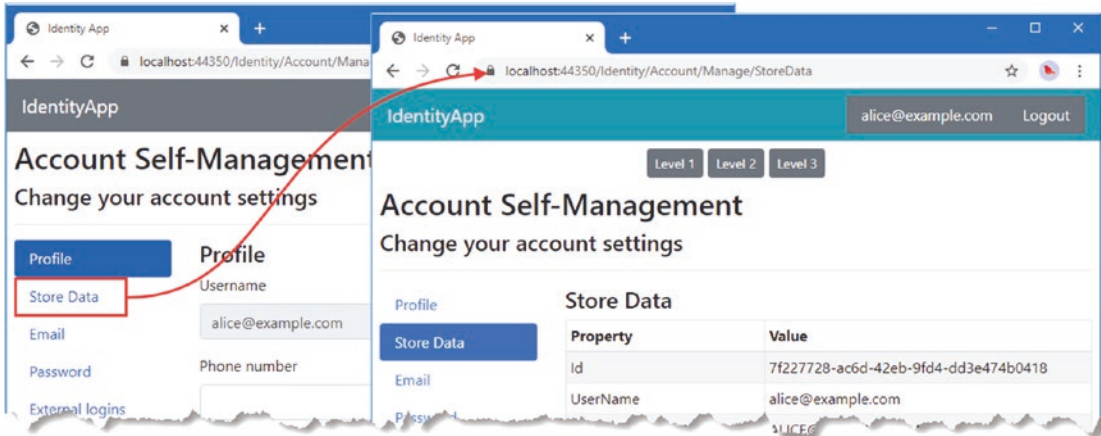 Identity App
localhost:44350/Identity/Account/Mana
IdentityApp
Account Self-Management
Change your account settings
Profile
Store Data
Email
Password
External logins
Profile
Username
alice@example.com
Phone number
Identity App
localhost:44350/Identity/Account/Manage/StoreData
IdentityApp
alice@example.com Logout
Level 1 Level 2 Level 3
Account Self-Management
Change your account settings
Profile
Store Data
Email
Store Data
Property Value
Id 7f227728-ac6d-42eb-9fd4-dd3e474b0418
UserName alice@example.com